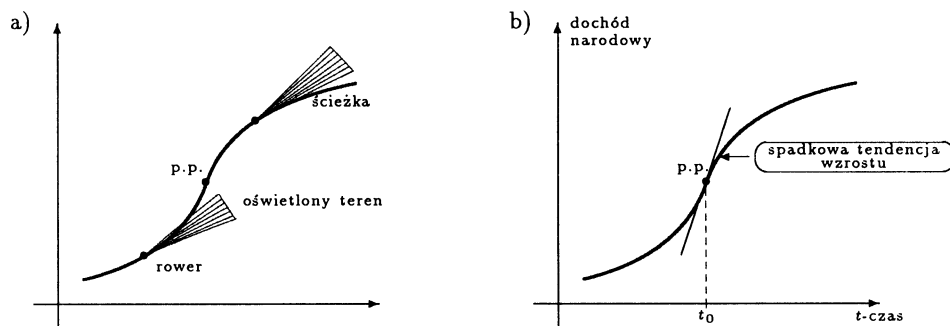 a)
ścieżka
p.p.
oświetlony teren
rower
b)
dochód
narodowy
p.p.
spadkowa tendencja
wzrostu
t₀
t-czas